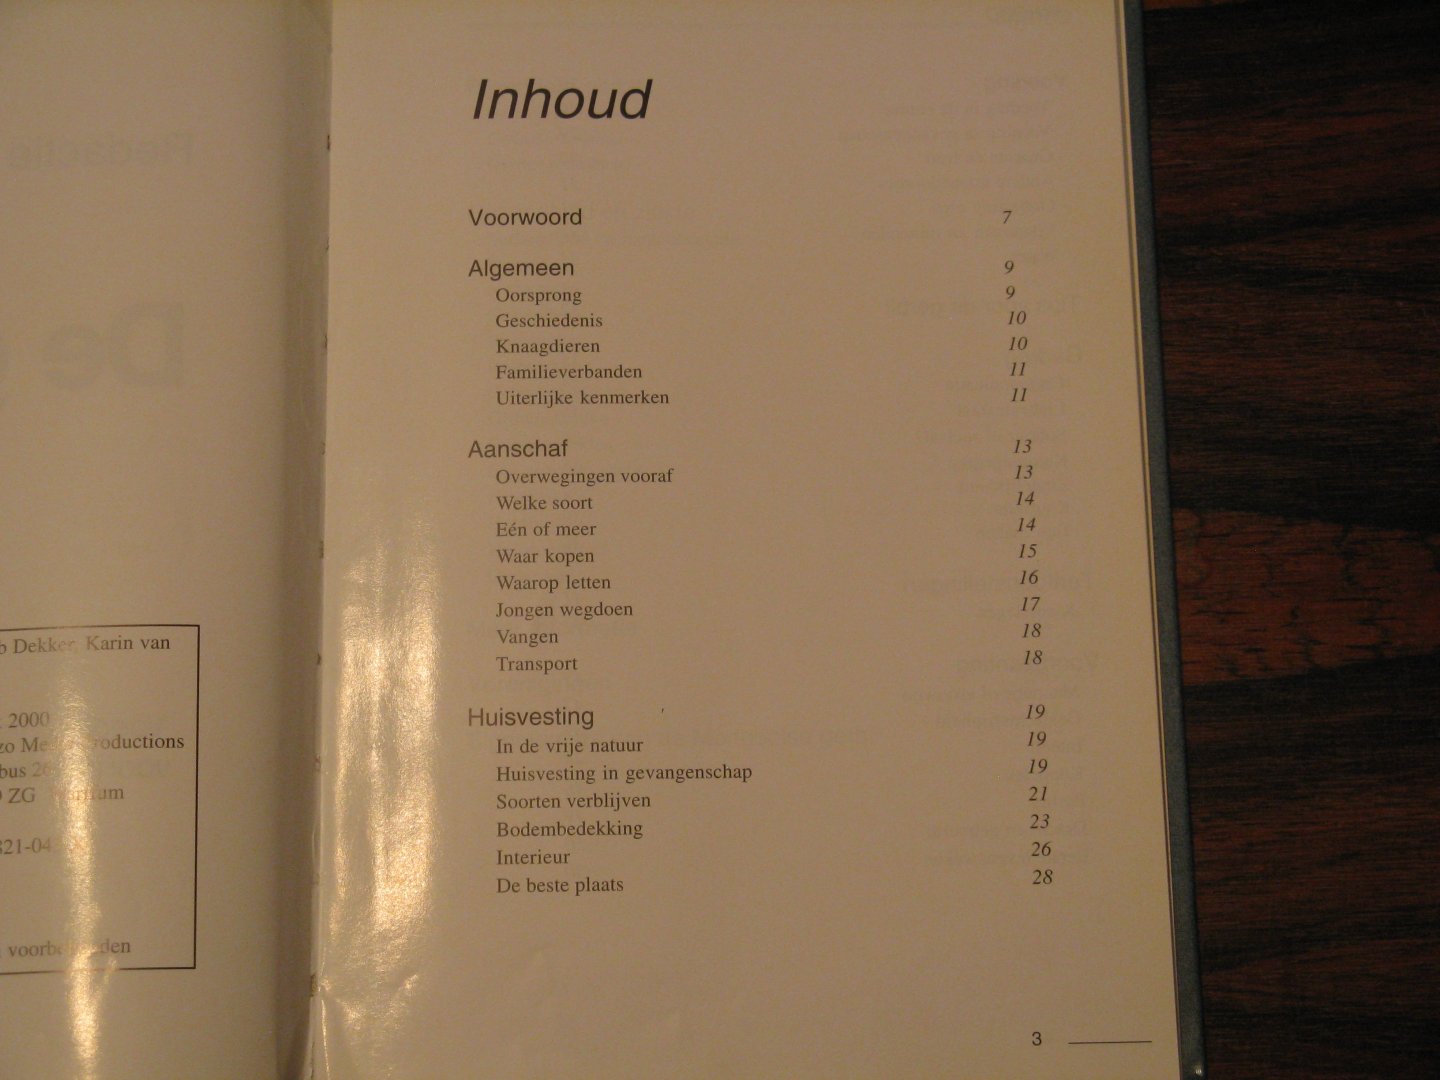 Dekker, Karin van
2000
bus
ZG
Inhoud
Voorwoord 7
Algemeen 9
Oorsprong 9
Geschiedenis 10
Knaagdieren 10
Familieverbanden 11
Uiterlijke kenmerken 11
Aanschaf 13
Overwegingen vooraf 13
Welke soort 14
Eén of meer 14
Waar kopen 15
Waarop letten 16
Jongen wegdoen 17
Vangen 18
Transport 18
Huisvesting 19
In de vrije natuur 19
Huisvesting in gevangenschap 19
Soorten verblijven 21
Bodembedekking 23
Interieur 26
De beste plaats 28
3